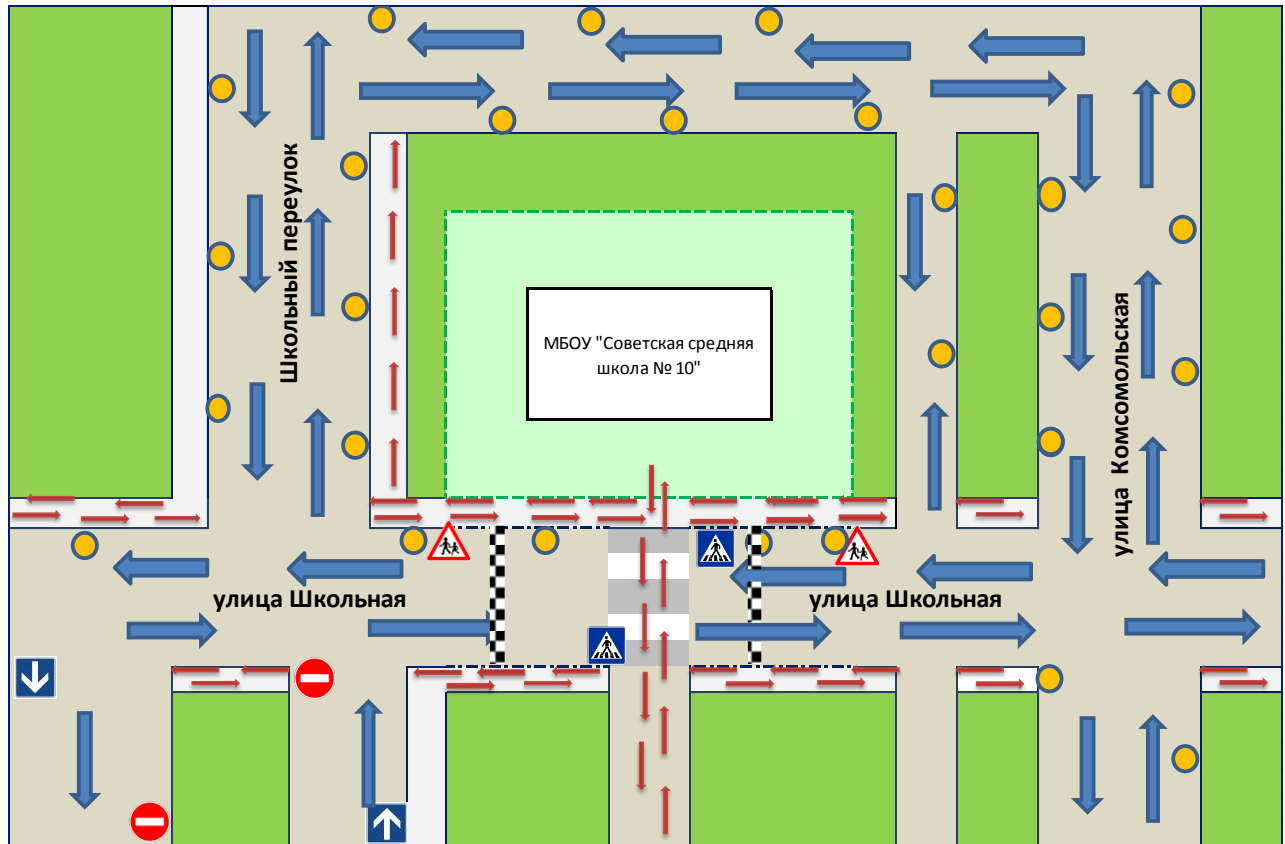 Школьный переулок
МБОУ "Советская средняя
школа № 10"
улица Комсомольская
улица Школьная
улица Школьная